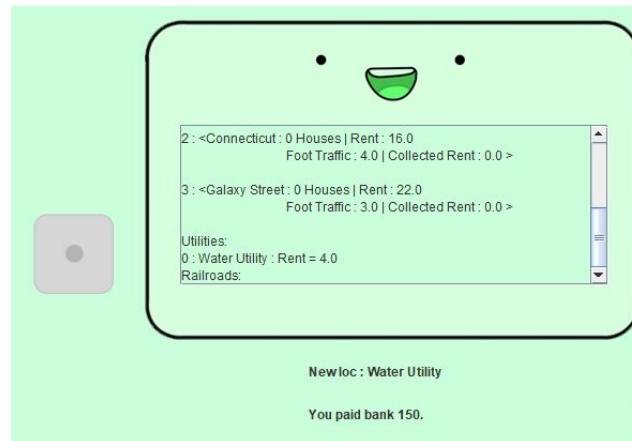 2 : <Connecticut : 0 Houses | Rent : 16.0
Foot Traffic : 4.0 | Collected Rent : 0.0 >
3 : <Galaxy Street : 0 Houses | Rent : 22.0
Foot Traffic : 3.0 | Collected Rent : 0.0 >
Utilities:
0 : Water Utility : Rent = 4.0
Railroads:
New loc : Water Utility
You paid bank 150.